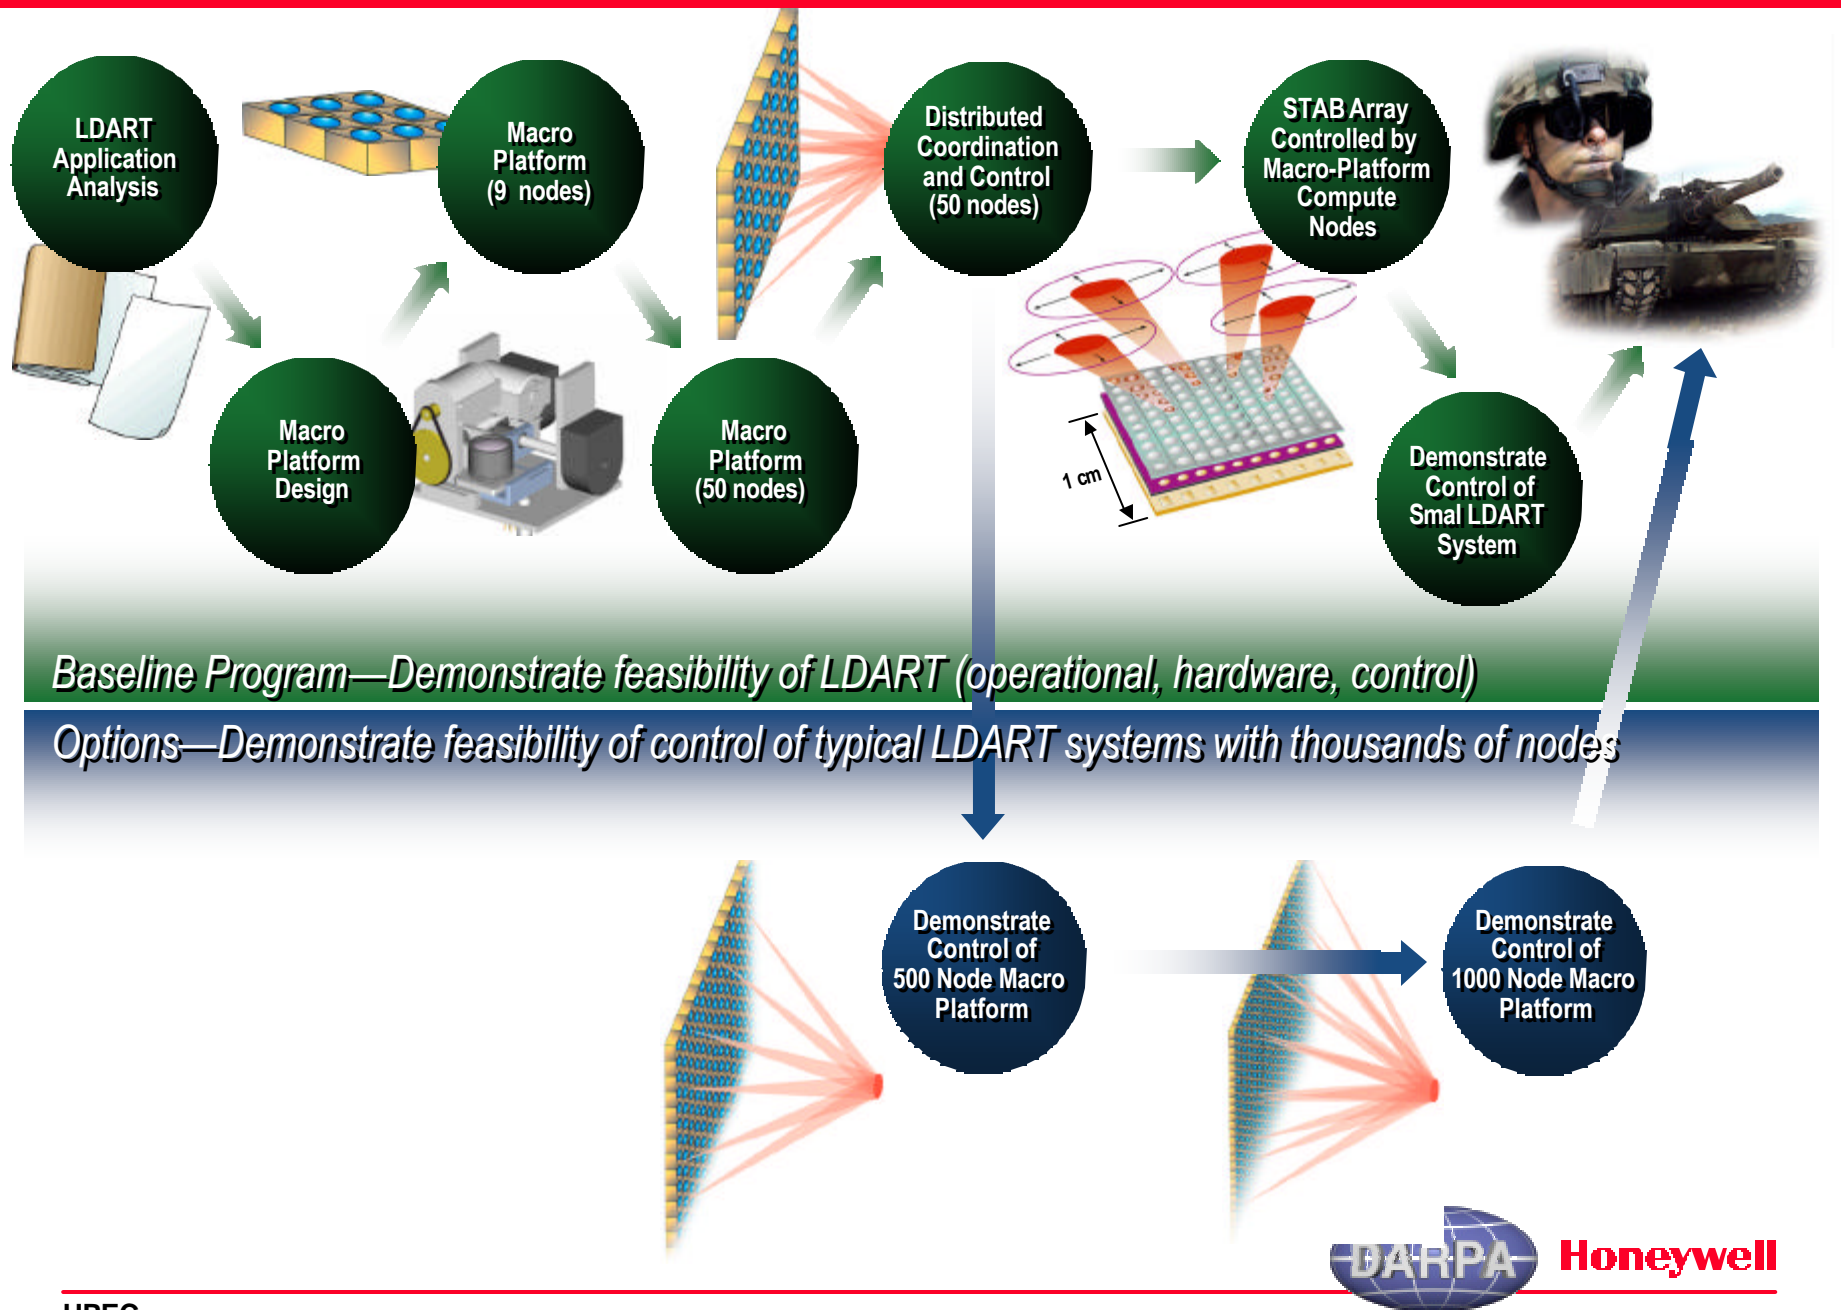 LDART
Application
Analysis
Macro
Platform
(9 nodes)
Distributed
Coordination
and Control
(50 nodes)
STAB Array
Controlled by
Macro-Platform
Compute
Nodes
Macro
Platform
Design
Macro
Platform
(50 nodes)
1 cm
Demonstrate
Control of
Smal LDART
System
Baseline Program—Demonstrate feasibility of LDART (operational, hardware, control)
Options—Demonstrate feasibility of control of typical LDART systems with thousands of nodes
Demonstrate
Control of
500 Node Macro
Platform
Demonstrate
Control of
1000 Node Macro
Platform
DARPA
Honeywell